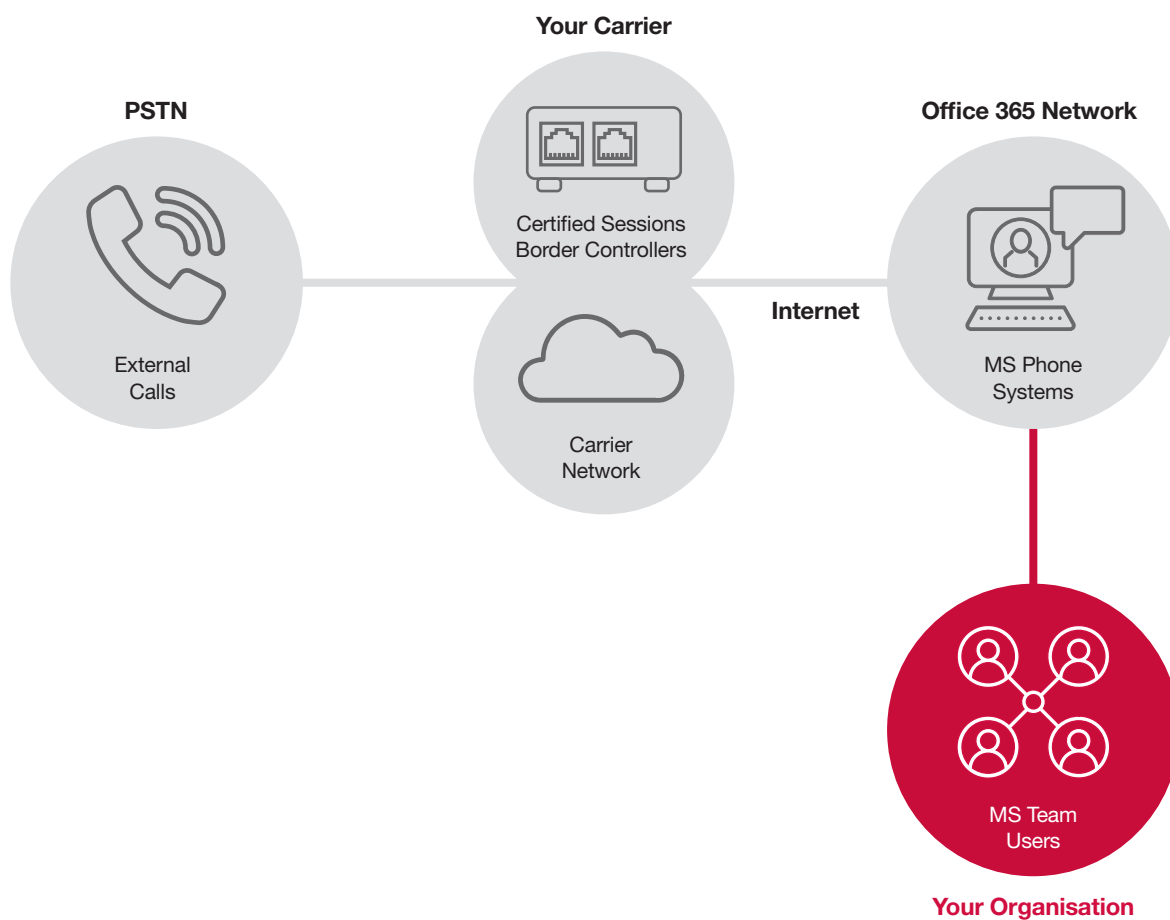 Your Carrier
PSTN
Office 365 Network
Certified Sessions
Border Controllers
Internet
External
Calls
MS Phone
Systems
Carrier
Network
MS Team
Users
Your Organisation